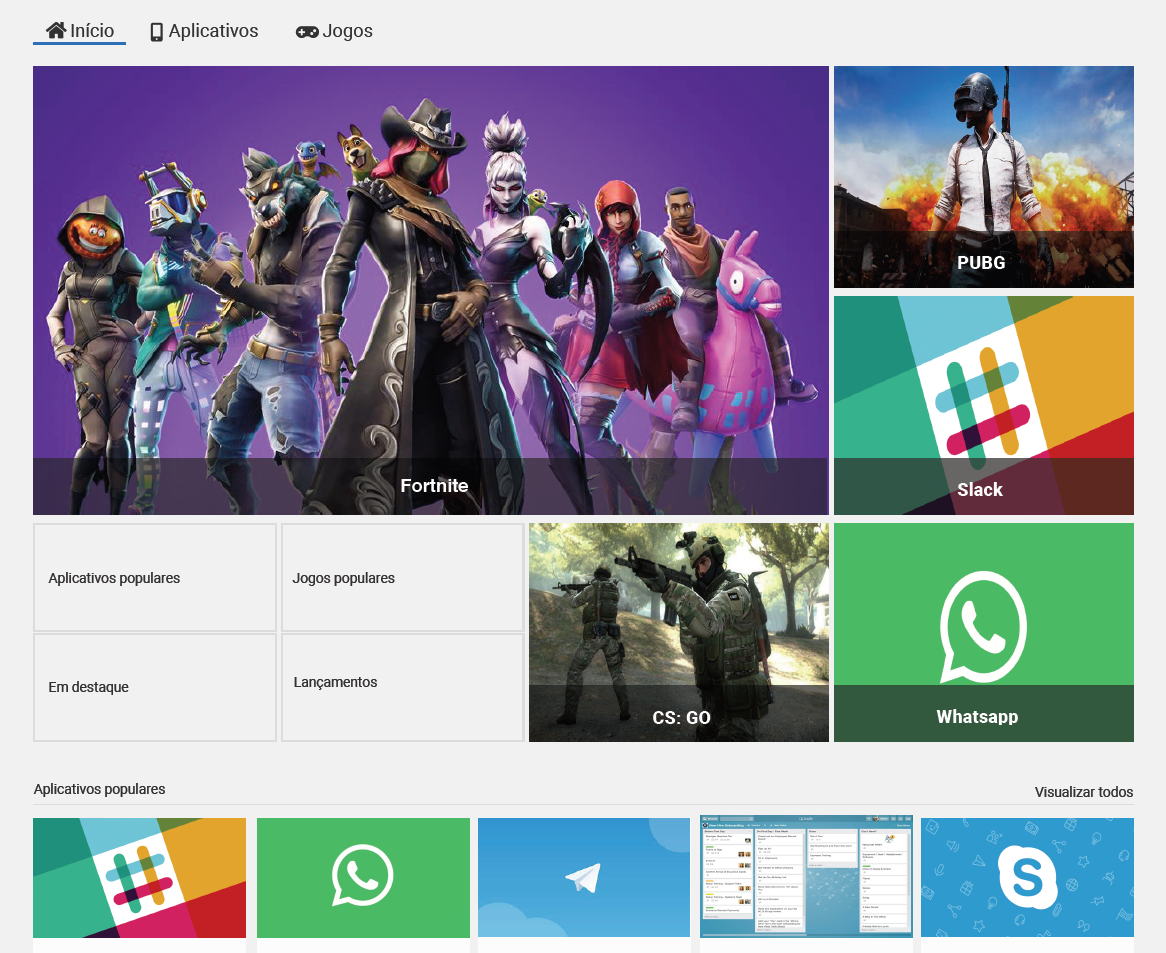 Início
Aplicativos
Jogos
PUBG
Slack
Fortnite
Aplicativos populares
Jogos populares
Em destaque
Lançamentos
CS: GO
Whatsapp
Aplicativos populares
Visualizar todos
S